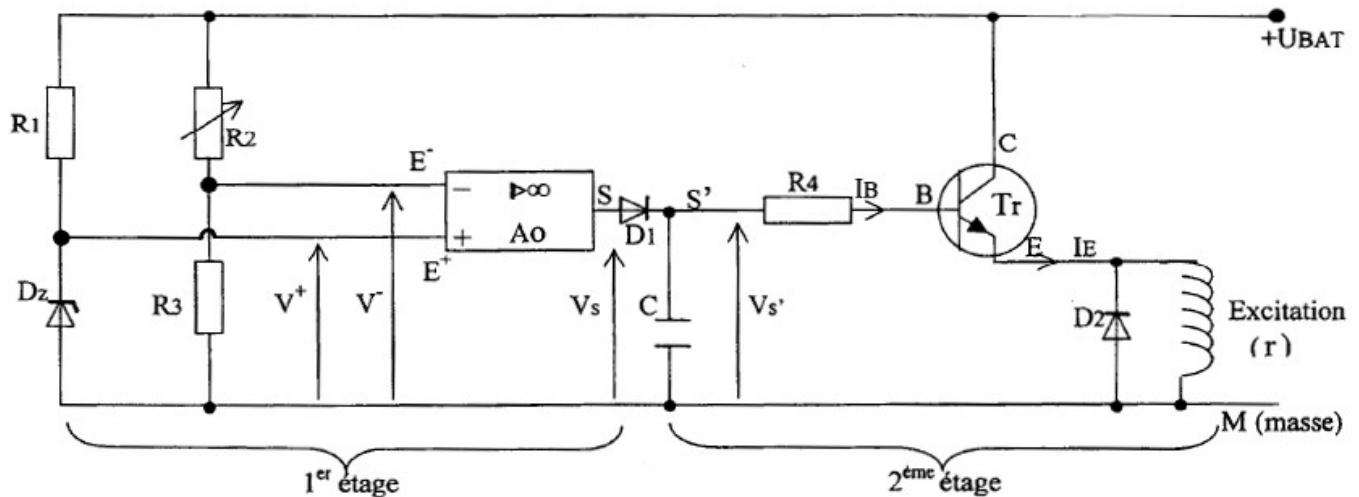 +UBAT
R1
R2
C
E-
R4
IB
B
Tr
S
S'
D1
▷∞
Ao
−
+
E+
E
IE
Dz
R3
V+
V-
Vs
C
Vs'
D2
Excitation
(r)
M (masse)
1er étage
2ème étage